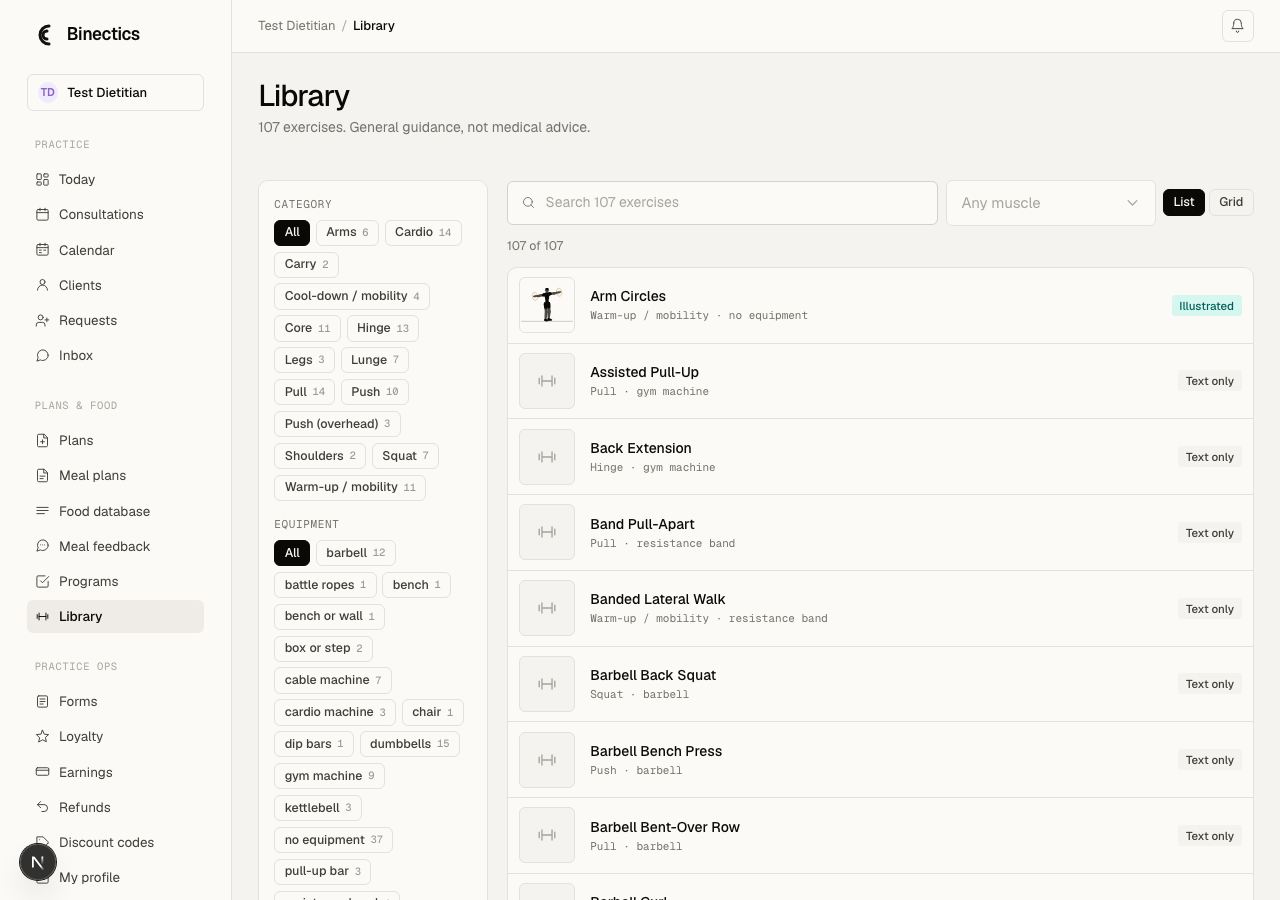 Binectics
Test Dietitian / Library
TD Test Dietitian
PRACTICE
Today
Consultations
Calendar
Clients
Requests
Inbox
PLANS & FOOD
Plans
Meal plans
Food database
Meal feedback
Programs
Library
PRACTICE OPS
Forms
Loyalty
Earnings
Refunds
Discount codes
My profile
N
Library
107 exercises. General guidance, not medical advice.
CATEGORY
All Arms 6 Cardio 14
Carry 2
Cool-down / mobility 4
Core 11 Hinge 13
Legs 3 Lunge 7
Pull 14 Push 10
Push (overhead) 3
Shoulders 2 Squat 7
Warm-up / mobility 11
EQUIPMENT
All barbell 12
battle ropes 1 bench 1
bench or wall 1
box or step 2
cable machine 7
cardio machine 3 chair 1
dip bars 1 dumbbells 15
gym machine 9
kettlebell 3
no equipment 37
pull-up bar 3
Search 107 exercises
Any muscle
List Grid
107 of 107
Arm Circles
Warm-up / mobility · no equipment
Illustrated
Assisted Pull-Up
Pull · gym machine
Text only
Back Extension
Hinge · gym machine
Text only
Band Pull-Apart
Pull · resistance band
Text only
Banded Lateral Walk
Warm-up / mobility · resistance band
Text only
Barbell Back Squat
Squat · barbell
Text only
Barbell Bench Press
Push · barbell
Text only
Barbell Bent-Over Row
Pull · barbell
Text only